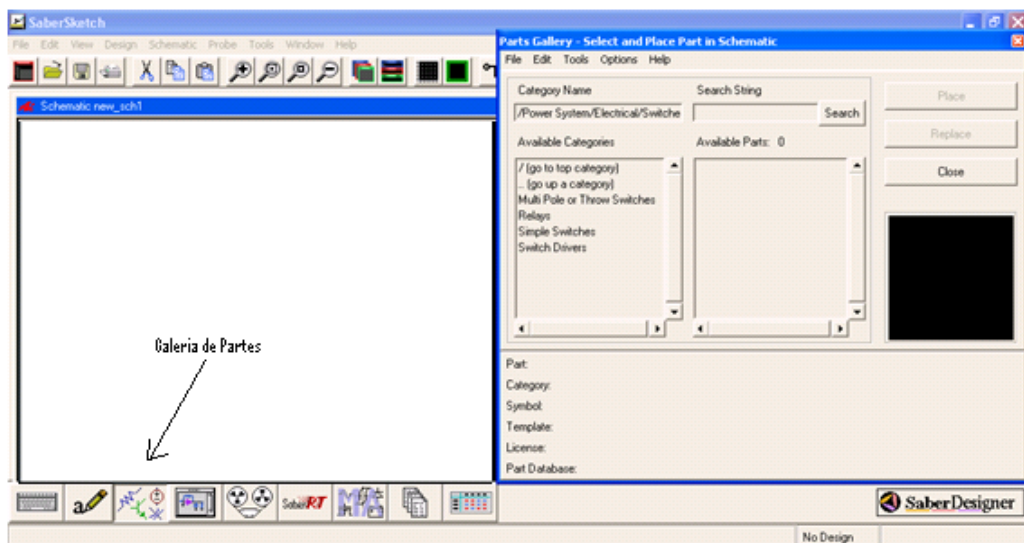 SaberSketch
File Edit View Design Schematic Probe Tools Window Help
Schematic new_sch1
Galeria de Partes
Parts Gallery - Select and Place Part in Schematic
File Edit Tools Options Help
Category Name
Search String
/Power System/Electrical/Switche
Search
Available Categories
Available Parts: 0
/ (go to top category)
.. (go up a category)
Multi Pole or Throw Switches
Relays
Simple Switches
Switch Drivers
Place
Replace
Close
Part:
Category:
Symbol:
Template:
License:
Part Database:
a
SaberRT
SaberDesigner
No Design